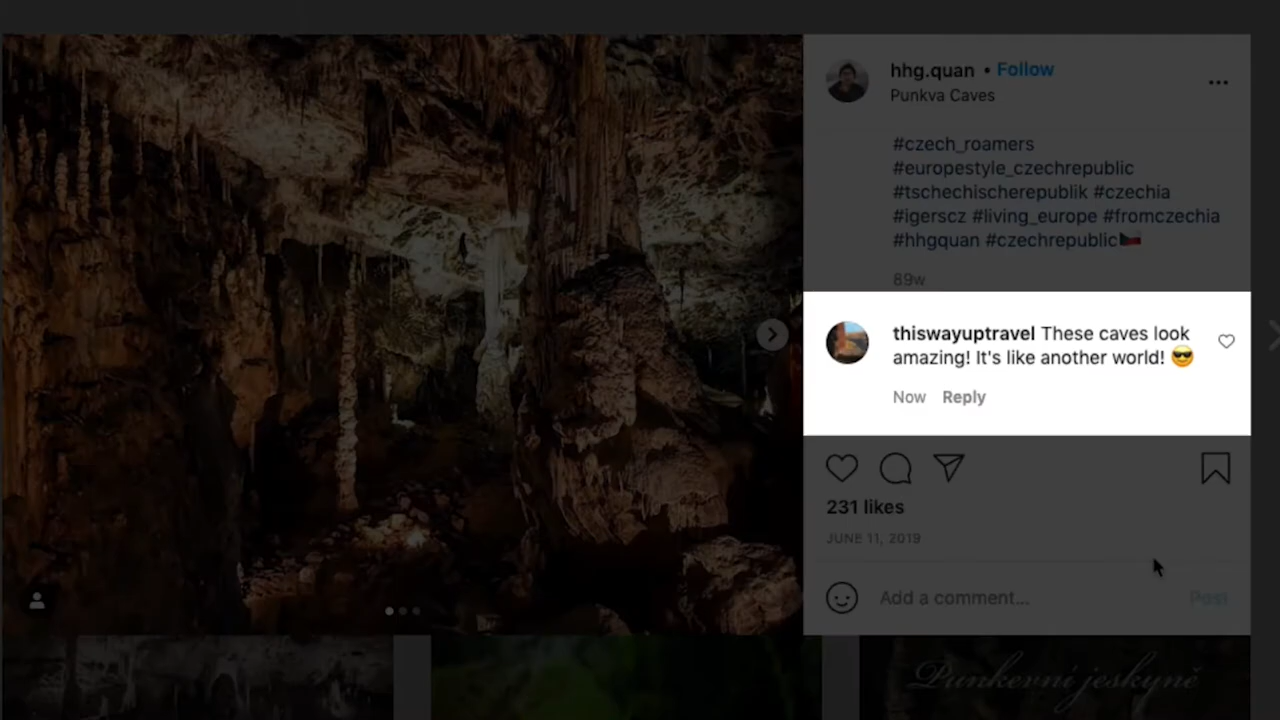 hhg.quan • Follow
Punkva Caves
#czech_roamers
#europestyle_czechrepublic
#tschechischerepublik #czechia
#igerscz #living_europe #fromczechia
#hhgquan #czechrepublic🇨🇿
89w
thiswayuptravel These caves look
amazing! It's like another world! 😎
Now Reply
231 likes
JUNE 11, 2019
Add a comment... Post
Punkevní jeskyně